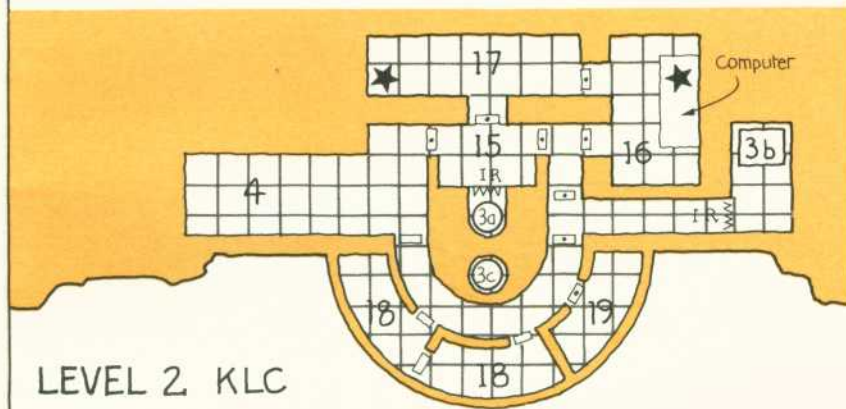 17
Computer
15
16
3b
4
IR
3a
IR
3c
18
19
18
LEVEL 2 KLC